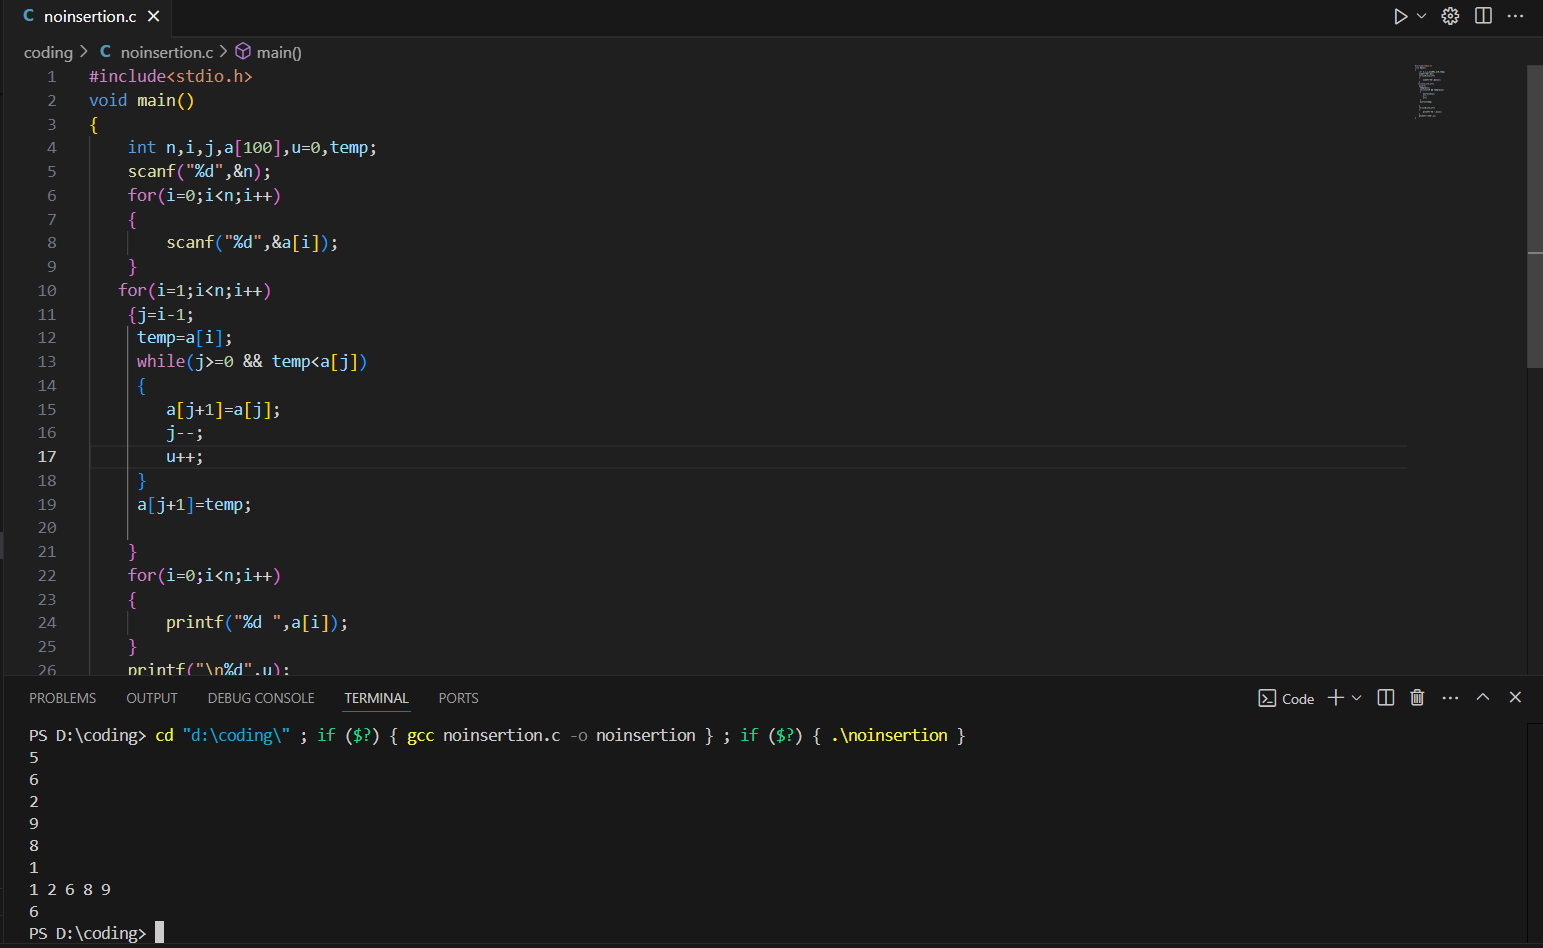 C noinsertion.c ×
coding > C noinsertion.c > main()
1 #include<stdio.h>
2 void main()
3 {
4 int n,i,j,a[100],u=0,temp;
5 scanf("%d",&n);
6 for(i=0;i<n;i++)
7 {
8 scanf("%d",&a[i]);
9 }
10 for(i=1;i<n;i++)
11 {j=i-1;
12 temp=a[i];
13 while(j>=0 && temp<a[j])
14 {
15 a[j+1]=a[j];
16 j--;
17 u++;
18 }
19 a[j+1]=temp;
20
21 }
22 for(i=0;i<n;i++)
23 {
24 printf("%d ",a[i]);
25 }
26 printf("\n%d",u);
PROBLEMS OUTPUT DEBUG CONSOLE TERMINAL PORTS Code
PS D:\coding> cd "d:\coding\" ; if ($?) { gcc noinsertion.c -o noinsertion } ; if ($?) { .\noinsertion }
5
6
2
9
8
1
1 2 6 8 9
6
PS D:\coding>